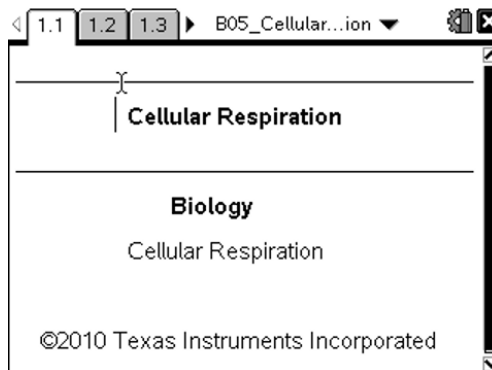 1.1 1.2 1.3 B05_Cellular...ion
Cellular Respiration
Biology
Cellular Respiration
©2010 Texas Instruments Incorporated